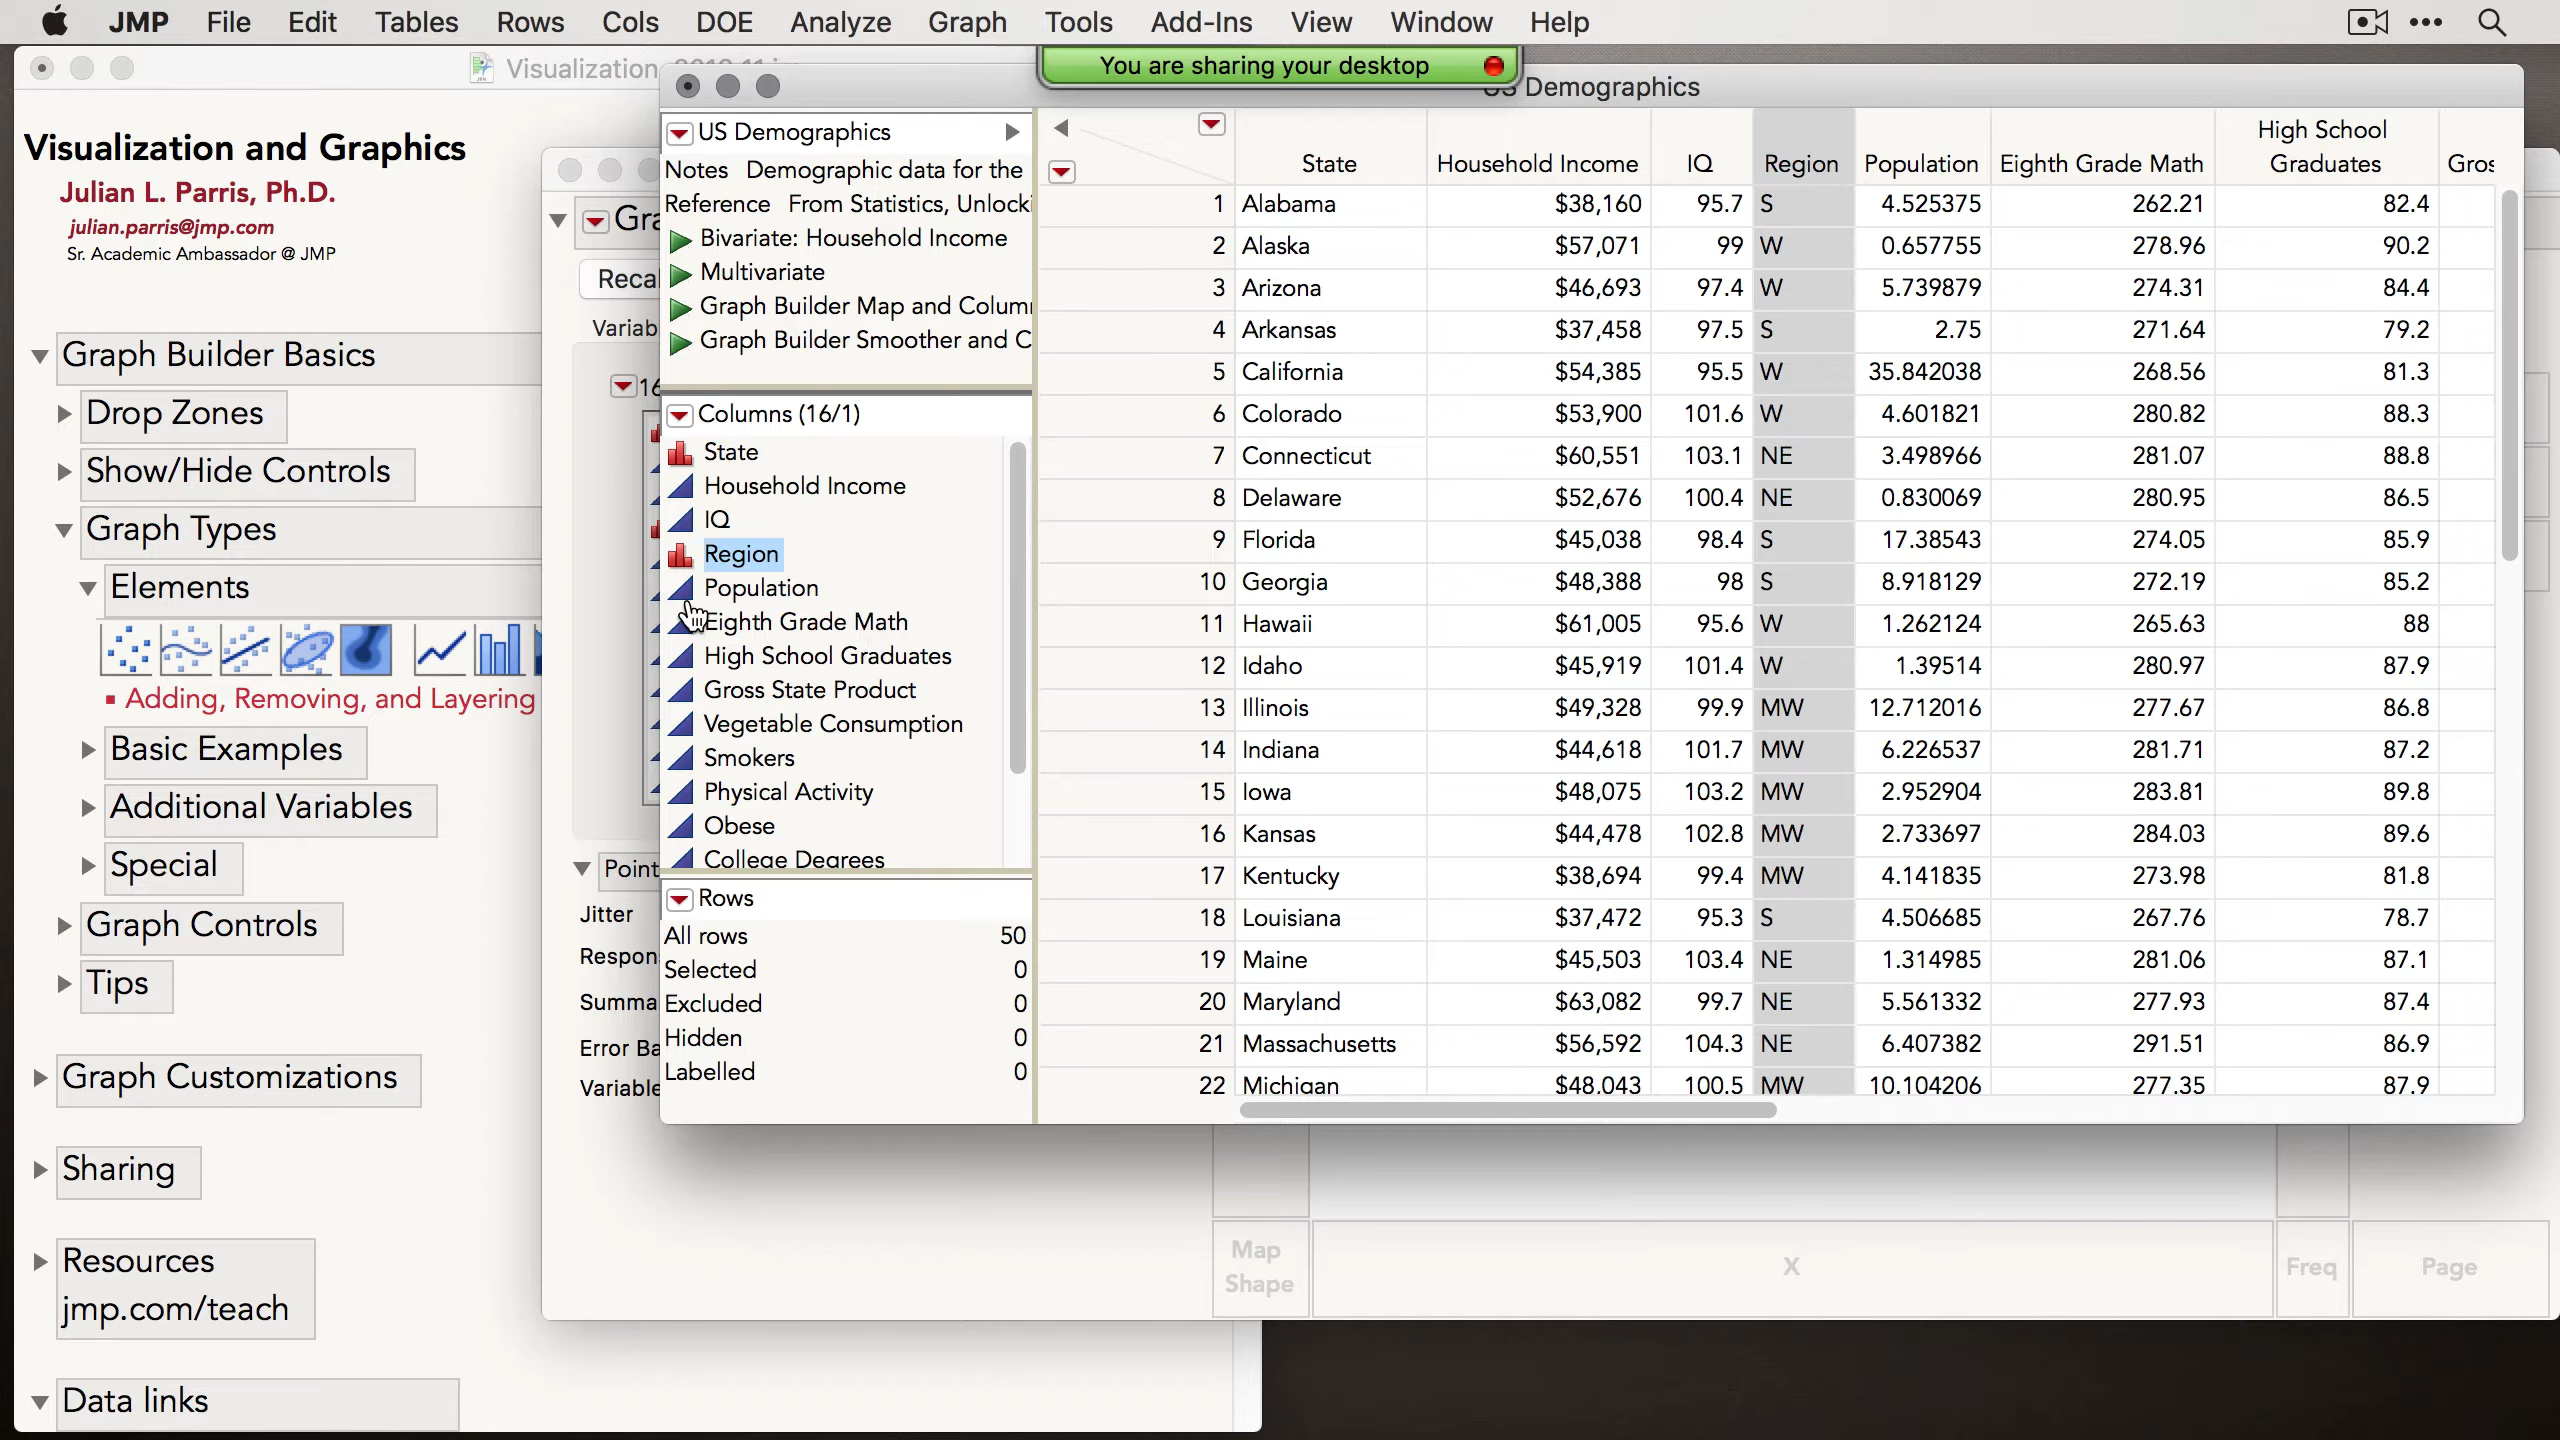 JMP File Edit Tables Rows Cols DOE Analyze Graph Tools Add-Ins View Window Help
You are sharing your desktop
Visualization
Demographics
Visualization and Graphics
Julian L. Parris, Ph.D.
julian.parris@jmp.com
Sr. Academic Ambassador @ JMP
Graph Builder Basics
Drop Zones
Show/Hide Controls
Graph Types
Elements
Adding, Removing, and Layering
Basic Examples
Additional Variables
Special
Graph Controls
Tips
Graph Customizations
Sharing
Resources
jmp.com/teach
Data links
Gra
Recal
Variab
16
Point
Jitter
Respon
Summa
Error Ba
Variable
US Demographics
Notes Demographic data for the
Reference From Statistics, Unlocki
Bivariate: Household Income
Multivariate
Graph Builder Map and Colum
Graph Builder Smoother and C
Columns (16/1)
State
Household Income
IQ
Region
Population
Eighth Grade Math
High School Graduates
Gross State Product
Vegetable Consumption
Smokers
Physical Activity
Obese
College Degrees
Rows
All rows 50
Selected 0
Excluded 0
Hidden 0
Labelled 0
State Household Income IQ Region Population Eighth Grade Math High School Graduates Gros
1 Alabama $38,160 95.7 S 4.525375 262.21 82.4
2 Alaska $57,071 99 W 0.657755 278.96 90.2
3 Arizona $46,693 97.4 W 5.739879 274.31 84.4
4 Arkansas $37,458 97.5 S 2.75 271.64 79.2
5 California $54,385 95.5 W 35.842038 268.56 81.3
6 Colorado $53,900 101.6 W 4.601821 280.82 88.3
7 Connecticut $60,551 103.1 NE 3.498966 281.07 88.8
8 Delaware $52,676 100.4 NE 0.830069 280.95 86.5
9 Florida $45,038 98.4 S 17.38543 274.05 85.9
10 Georgia $48,388 98 S 8.918129 272.19 85.2
11 Hawaii $61,005 95.6 W 1.262124 265.63 88
12 Idaho $45,919 101.4 W 1.39514 280.97 87.9
13 Illinois $49,328 99.9 MW 12.712016 277.67 86.8
14 Indiana $44,618 101.7 MW 6.226537 281.71 87.2
15 Iowa $48,075 103.2 MW 2.952904 283.81 89.8
16 Kansas $44,478 102.8 MW 2.733697 284.03 89.6
17 Kentucky $38,694 99.4 MW 4.141835 273.98 81.8
18 Louisiana $37,472 95.3 S 4.506685 267.76 78.7
19 Maine $45,503 103.4 NE 1.314985 281.06 87.1
20 Maryland $63,082 99.7 NE 5.561332 277.93 87.4
21 Massachusetts $56,592 104.3 NE 6.407382 291.51 86.9
22 Michigan $48,043 100.5 MW 10.104206 277.35 87.9
Map
Shape
X
Freq
Page